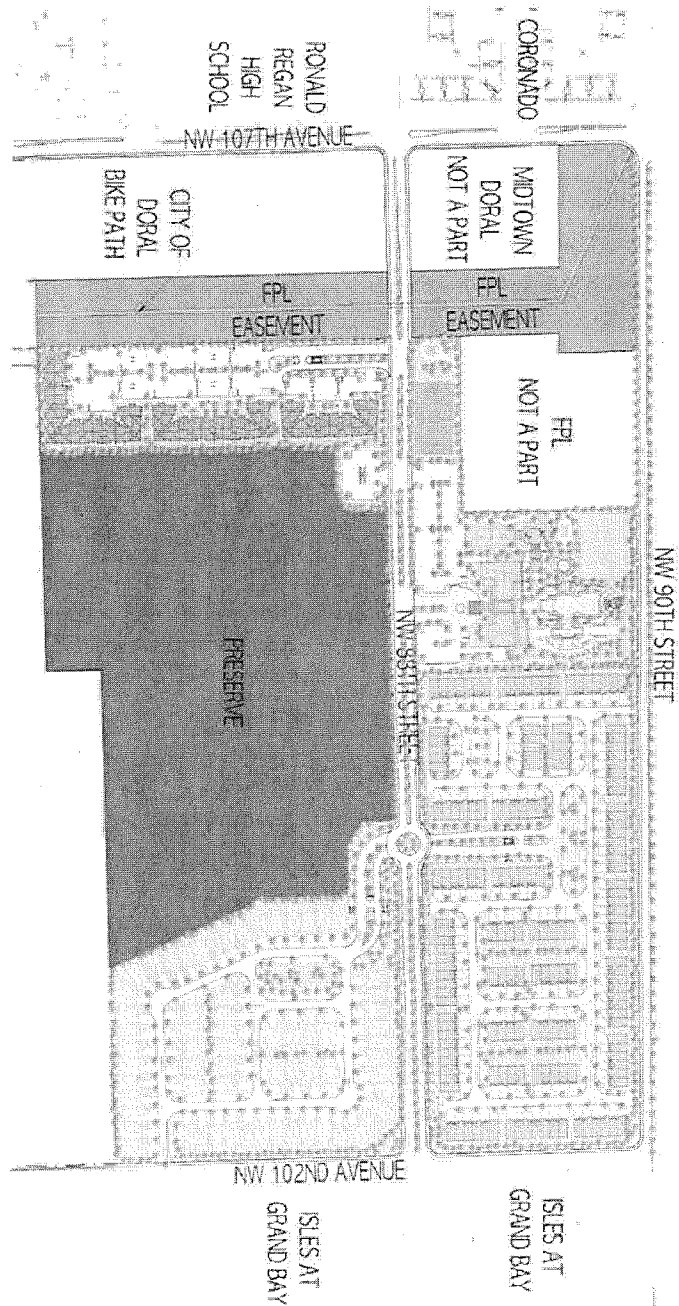 CORONADO
RONALD
REGAN
HIGH
SCHOOL
NW 107TH AVENUE
MIDTOWN
DORAL
NOT A PART
CITY OF
DORAL
BIKE PATH
FPL
EASEMENT
FPL
EASEMENT
FPL
NOT A PART
NW 90TH STREET
PRESERVE
NW 88TH STREET
NW 102ND AVENUE
ISLES AT
GRAND BAY
ISLES AT
GRAND BAY